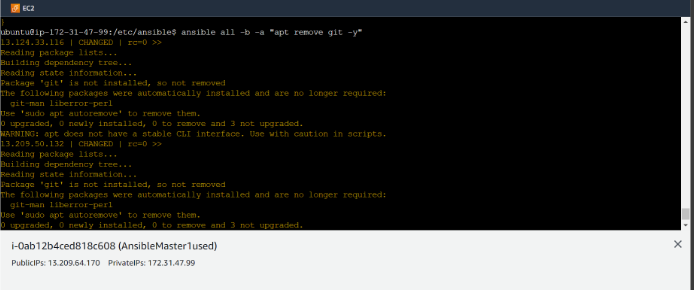 EC2
}
ubuntu@ip-172-31-47-99:/etc/ansible$ ansible all -b -a "apt remove git -y"
13.124.33.116 | CHANGED | rc=0 >>
Reading package lists...
Building dependency tree...
Reading state information...
Package 'git' is not installed, so not removed
The following packages were automatically installed and are no longer required:
  git-man liberror-perl
Use 'sudo apt autoremove' to remove them.
0 upgraded, 0 newly installed, 0 to remove and 3 not upgraded.
WARNING: apt does not have a stable CLI interface. Use with caution in scripts.
13.209.50.132 | CHANGED | rc=0 >>
Reading package lists...
Building dependency tree...
Reading state information...
Package 'git' is not installed, so not removed
The following packages were automatically installed and are no longer required:
  git-man liberror-perl
Use 'sudo apt autoremove' to remove them.
0 upgraded, 0 newly installed, 0 to remove and 3 not upgraded.
i-0ab12b4ced818c608 (AnsibleMaster1used)
PublicIPs: 13.209.64.170 PrivateIPs: 172.31.47.99